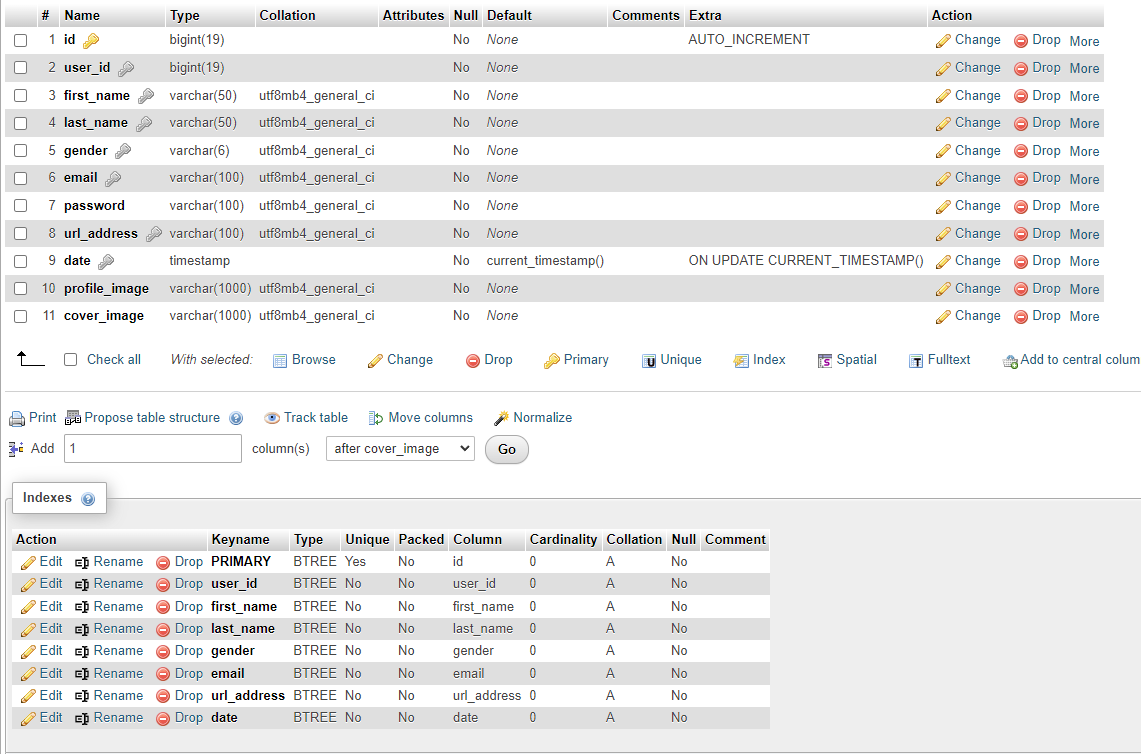 # Name Type Collation Attributes Null Default Comments Extra Action
1 id bigint(19) No None AUTO_INCREMENT Change Drop More
2 user_id bigint(19) No None Change Drop More
3 first_name varchar(50) utf8mb4_general_ci No None Change Drop More
4 last_name varchar(50) utf8mb4_general_ci No None Change Drop More
5 gender varchar(6) utf8mb4_general_ci No None Change Drop More
6 email varchar(100) utf8mb4_general_ci No None Change Drop More
7 password varchar(100) utf8mb4_general_ci No None Change Drop More
8 url_address varchar(100) utf8mb4_general_ci No None Change Drop More
9 date timestamp No current_timestamp() ON UPDATE CURRENT_TIMESTAMP() Change Drop More
10 profile_image varchar(1000) utf8mb4_general_ci No None Change Drop More
11 cover_image varchar(1000) utf8mb4_general_ci No None Change Drop More
Check all With selected: Browse Change Drop Primary Unique Index Spatial Fulltext Add to central colum
Print Propose table structure Track table Move columns Normalize
Add 1 column(s) after cover_image Go
Indexes
Action Keyname Type Unique Packed Column Cardinality Collation Null Comment
Edit Rename Drop PRIMARY BTREE Yes No id 0 A No
Edit Rename Drop user_id BTREE No No user_id 0 A No
Edit Rename Drop first_name BTREE No No first_name 0 A No
Edit Rename Drop last_name BTREE No No last_name 0 A No
Edit Rename Drop gender BTREE No No gender 0 A No
Edit Rename Drop email BTREE No No email 0 A No
Edit Rename Drop url_address BTREE No No url_address 0 A No
Edit Rename Drop date BTREE No No date 0 A No